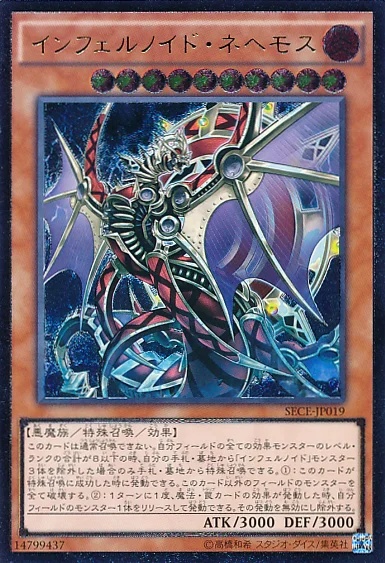 インフェルノイド・ネヘモス
SECE-JP019
【悪魔族/特殊召喚/効果】
このカードは通常召喚できない。自分フィールドの全ての効果モンスターのレベル・
ランクの合計が8以下の時、自分の手札・墓地から「インフェルノイド」モンスター
3体を除外した場合のみ手札・墓地から特殊召喚できる。①:このカードが
特殊召喚に成功した時に発動できる。このカード以外のフィールドのモンスターを
全て破壊する。②:1ターンに1度、魔法・罠カードの効果が発動した時、自分
フィールドのモンスター1体をリリースして発動できる。その発動を無効にし除外する。
ATK/3000 DEF/3000
14799437
©高橋和希 スタジオ・ダイス/集英社